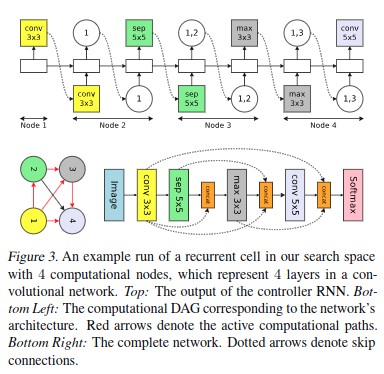 conv 3x3
1
sep 5x5
1,2
max 3x3
1,3
conv 5x5
conv 3x3
1
sep 5x5
1,2
max 3x3
1,3
Node 1
Node 2
Node 3
Node 4
2
3
1
4
Image
conv 3x3
sep 5x5
concat
max 3x3
concat
conv 5x5
concat
Softmax
Figure 3. An example run of a recurrent cell in our search space
with 4 computational nodes, which represent 4 layers in a con-
volutional network. Top: The output of the controller RNN. Bot-
tom Left: The computational DAG corresponding to the network's
architecture. Red arrows denote the active computational paths.
Bottom Right: The complete network. Dotted arrows denote skip
connections.